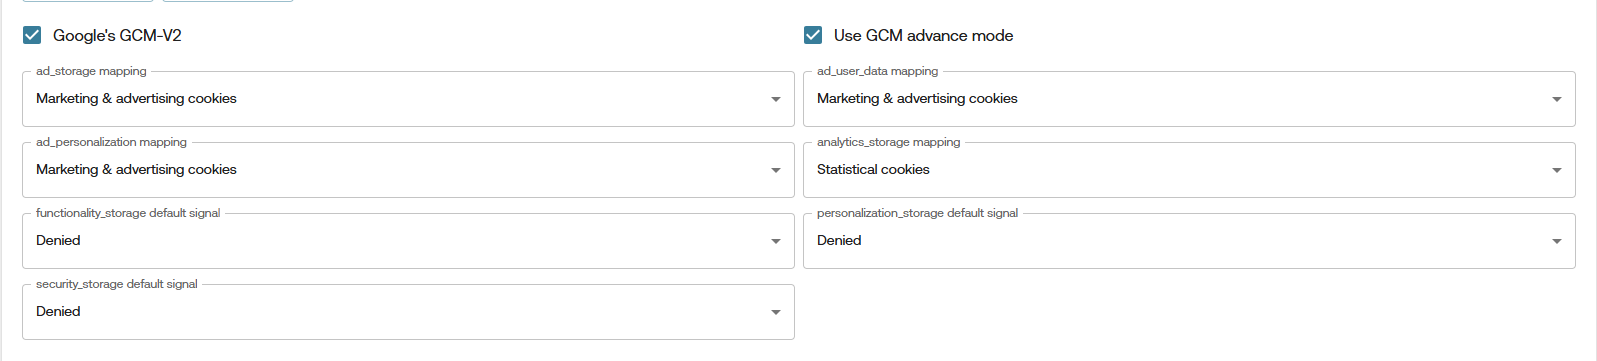 Google's GCM-V2
Use GCM advance mode
ad_storage mapping
Marketing & advertising cookies
ad_user_data mapping
Marketing & advertising cookies
ad_personalization mapping
Marketing & advertising cookies
analytics_storage mapping
Statistical cookies
functionality_storage default signal
Denied
personalization_storage default signal
Denied
security_storage default signal
Denied